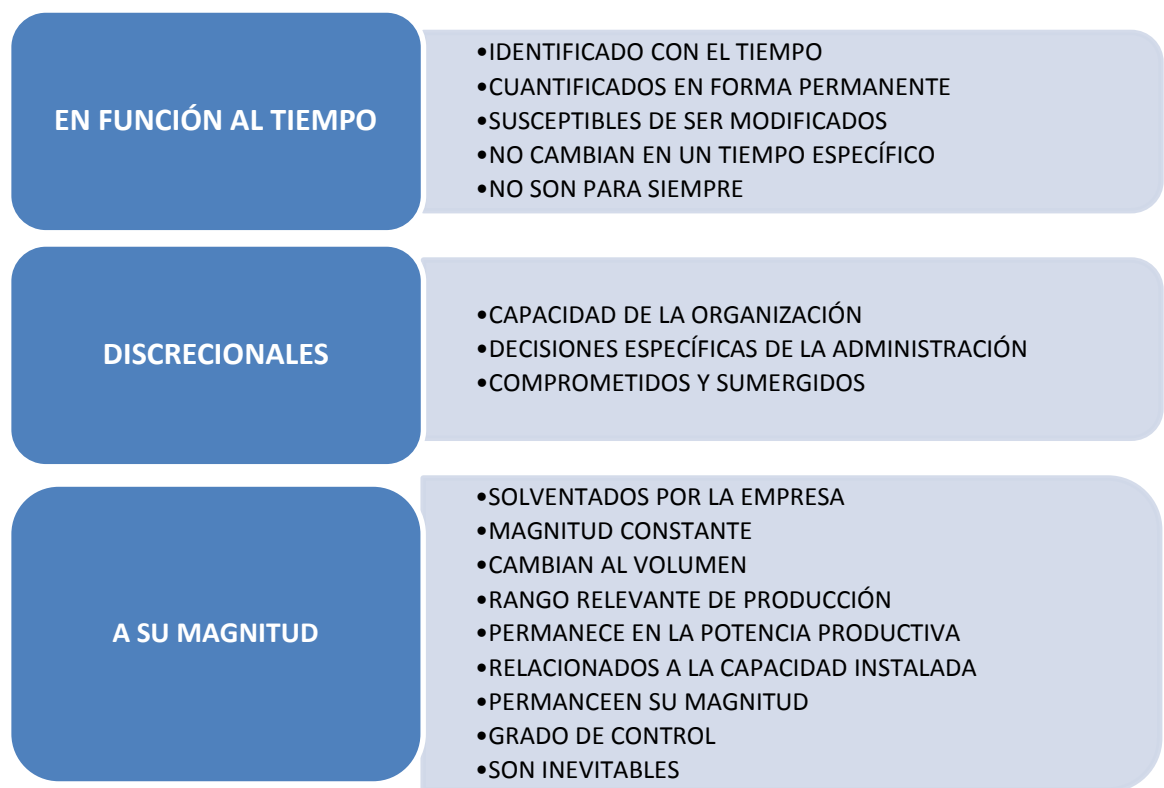 EN FUNCIÓN AL TIEMPO
•IDENTIFICADO CON EL TIEMPO
•CUANTIFICADOS EN FORMA PERMANENTE
•SUSCEPTIBLES DE SER MODIFICADOS
•NO CAMBIAN EN UN TIEMPO ESPECÍFICO
•NO SON PARA SIEMPRE
DISCRECIONALES
•CAPACIDAD DE LA ORGANIZACIÓN
•DECISIONES ESPECÍFICAS DE LA ADMINISTRACIÓN
•COMPROMETIDOS Y SUMERGIDOS
A SU MAGNITUD
•SOLVENTADOS POR LA EMPRESA
•MAGNITUD CONSTANTE
•CAMBIAN AL VOLUMEN
•RANGO RELEVANTE DE PRODUCCIÓN
•PERMANECE EN LA POTENCIA PRODUCTIVA
•RELACIONADOS A LA CAPACIDAD INSTALADA
•PERMANCEEN SU MAGNITUD
•GRADO DE CONTROL
•SON INEVITABLES